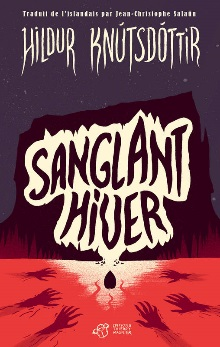 Traduit de l'islandais par Jean-Christophe Salaün
HILDUR KNÚTSDÓTTIR
SANGLANT
HIVER